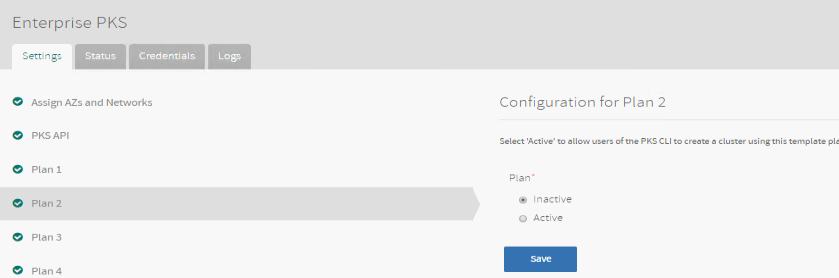 Enterprise PKS
Settings Status Credentials Logs
Assign AZs and Networks
PKS API
Plan 1
Plan 2
Plan 3
Plan 4
Configuration for Plan 2
Select 'Active' to allow users of the PKS CLI to create a cluster using this template pla
Plan*
Inactive
Active
Save